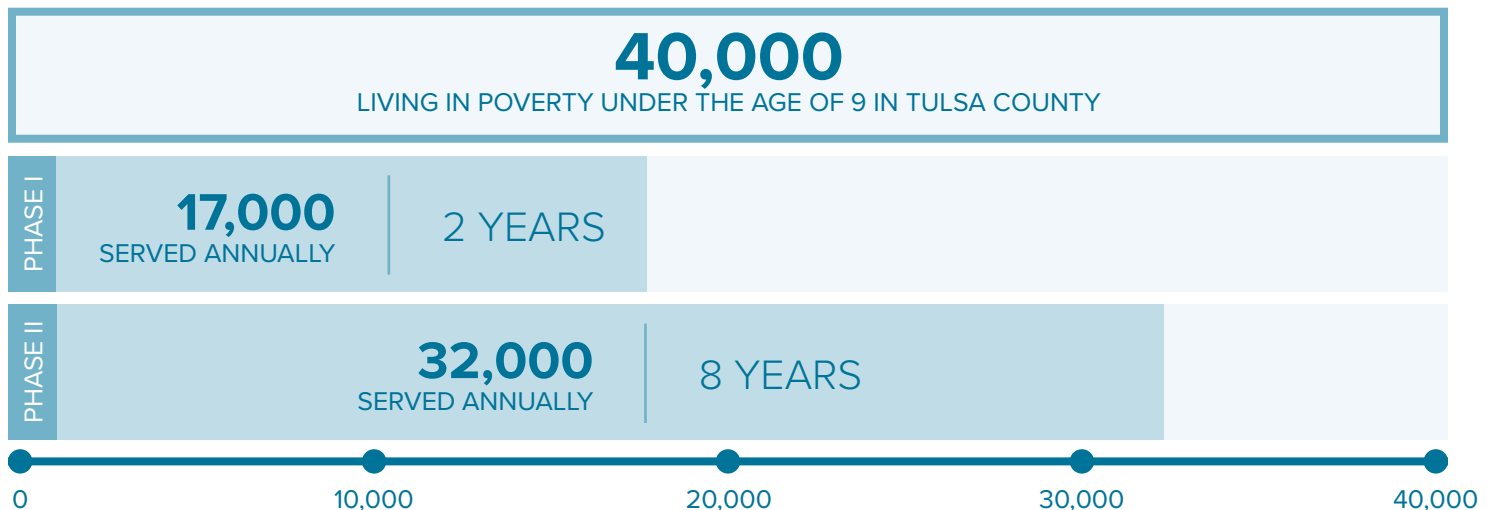 40,000
LIVING IN POVERTY UNDER THE AGE OF 9 IN TULSA COUNTY
PHASE I
17,000
SERVED ANNUALLY
2 YEARS
PHASE II
32,000
SERVED ANNUALLY
8 YEARS
0 10,000 20,000 30,000 40,000